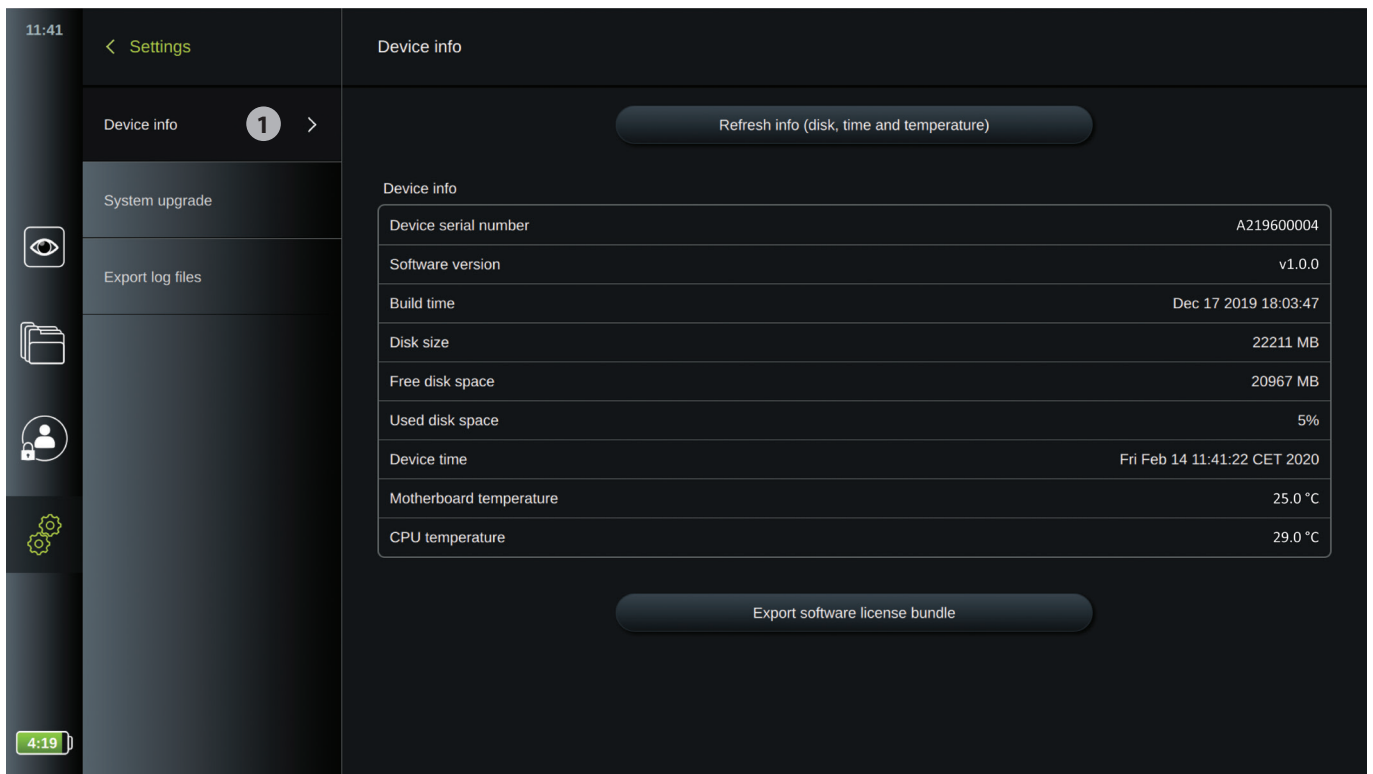 11:41
Settings
Device info
Device info
1
System upgrade
Export log files
Refresh info (disk, time and temperature)
Device info
Device serial number A219600004
Software version v1.0.0
Build time Dec 17 2019 18:03:47
Disk size 22211 MB
Free disk space 20967 MB
Used disk space 5%
Device time Fri Feb 14 11:41:22 CET 2020
Motherboard temperature 25.0 °C
CPU temperature 29.0 °C
Export software license bundle
4:19